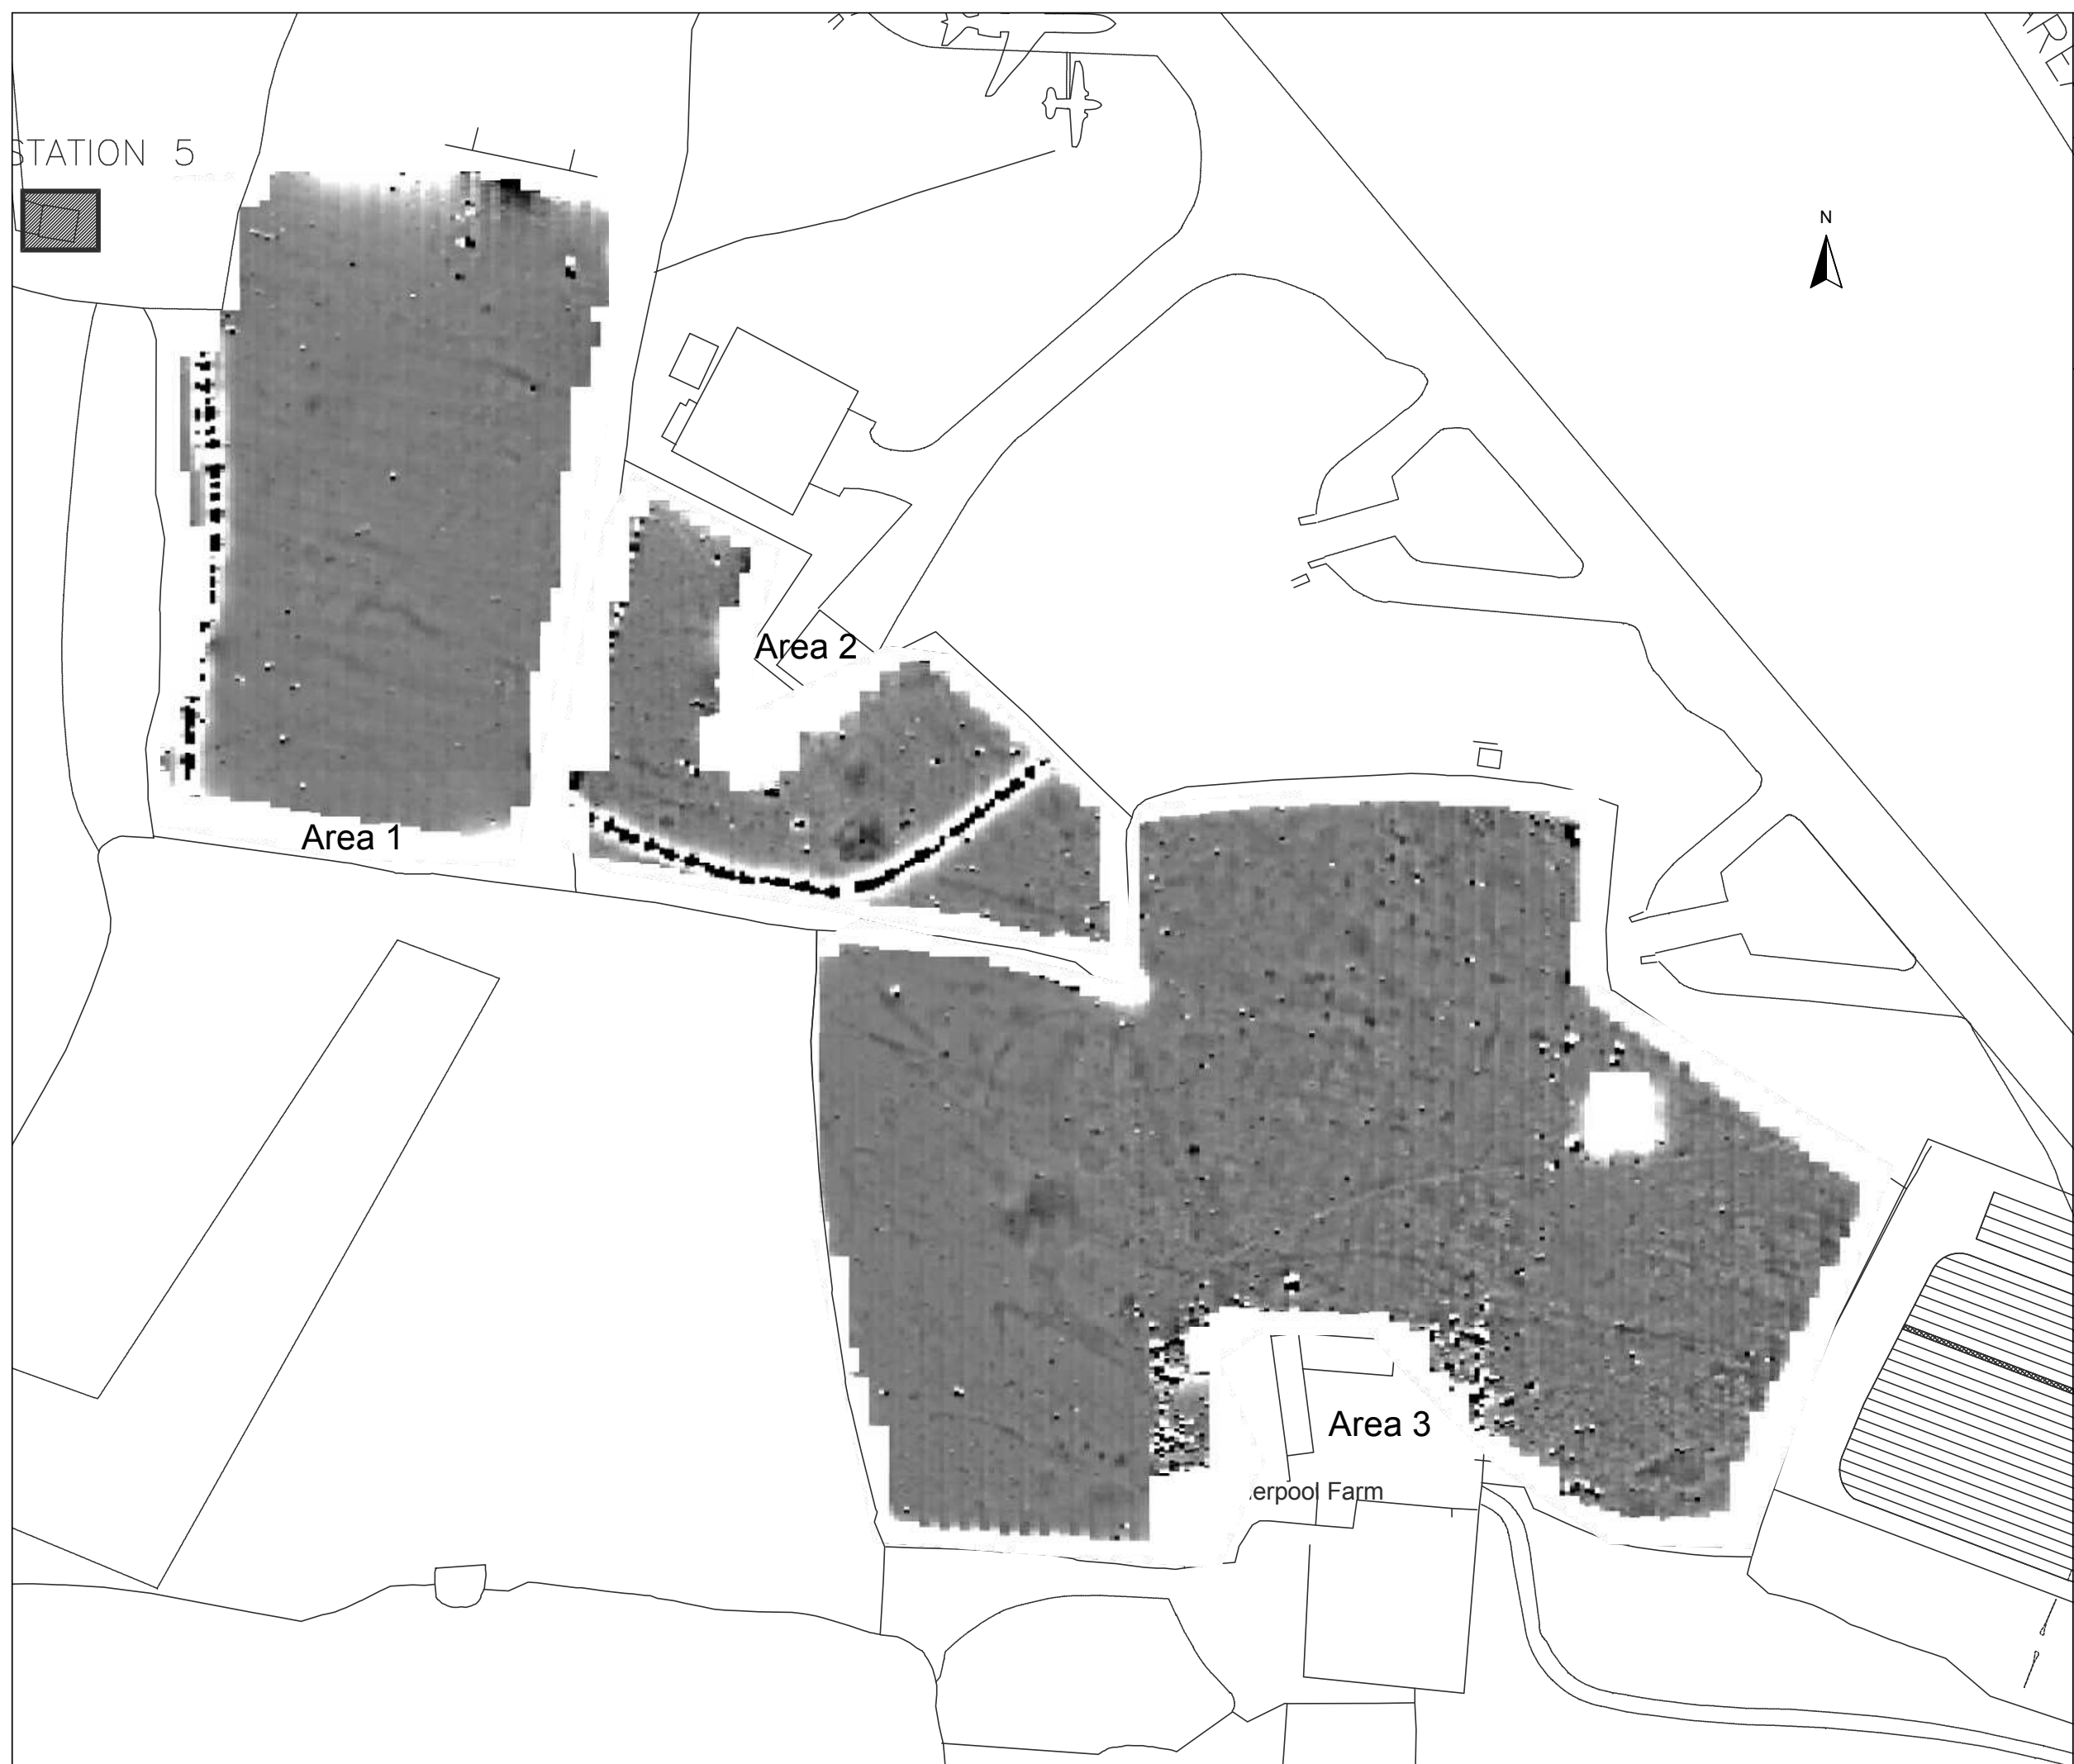 STATION 5
N
Area 2
Area 1
Area 3
erpool Farm